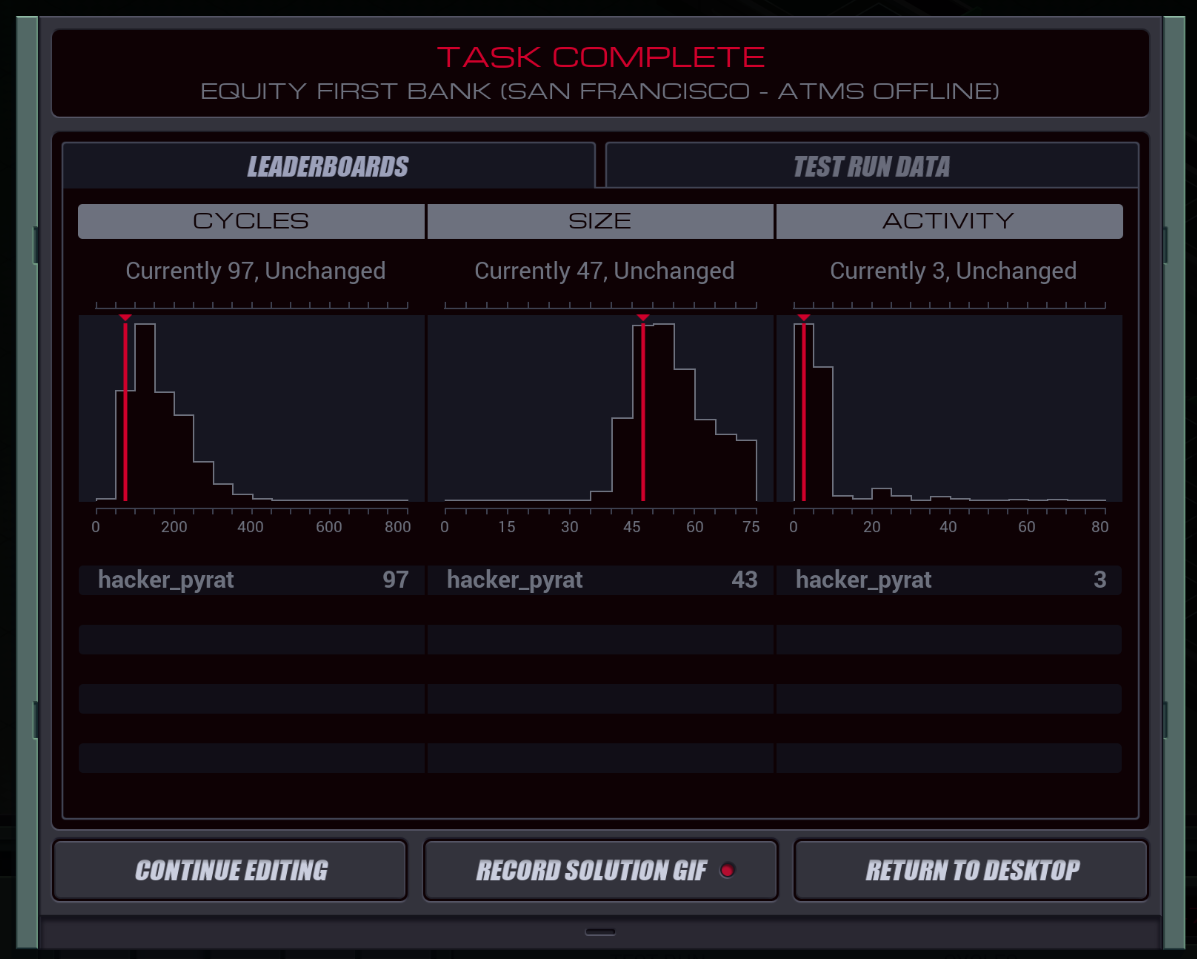 TASK COMPLETE
EQUITY FIRST BANK (SAN FRANCISCO - ATMS OFFLINE)
LEADERBOARDS
TEST RUN DATA
CYCLES
SIZE
ACTIVITY
Currently 97, Unchanged
Currently 47, Unchanged
Currently 3, Unchanged
0 200 400 600 800
0 15 30 45 60 75
0 20 40 60 80
hacker_pyrat 97
hacker_pyrat 43
hacker_pyrat 3
CONTINUE EDITING
RECORD SOLUTION GIF
RETURN TO DESKTOP